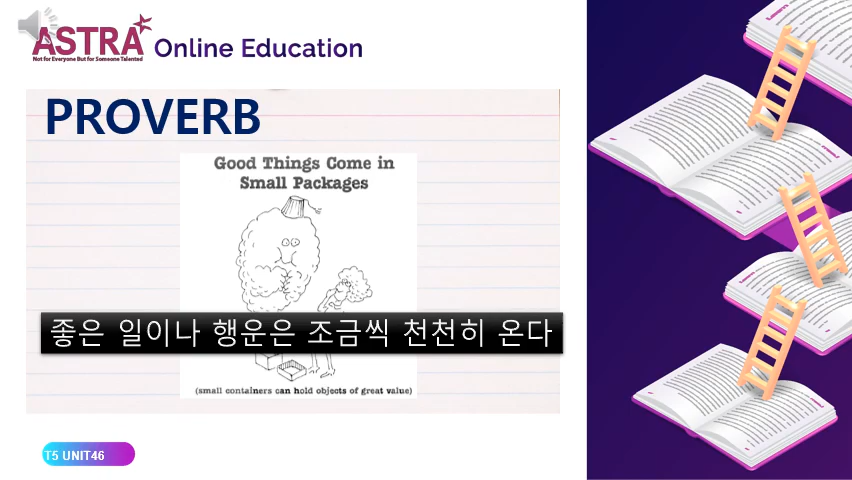 ASTRA
Not for Everyone But for Someone Talented
Online Education
PROVERB
Good Things Come in
Small Packages
좋은 일이나 행운은 조금씩 천천히 온다
(small containers can hold objects of great value)
T5 UNIT46